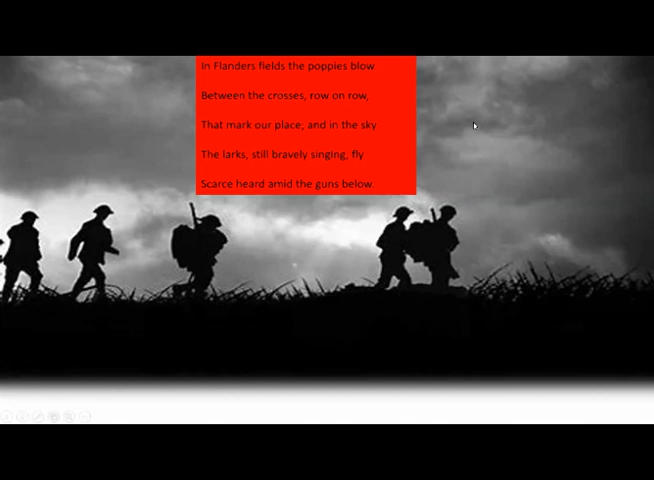 In Flanders fields the poppies blow
Between the crosses, row on row,
That mark our place; and in the sky
The larks, still bravely singing, fly
Scarce heard amid the guns below.